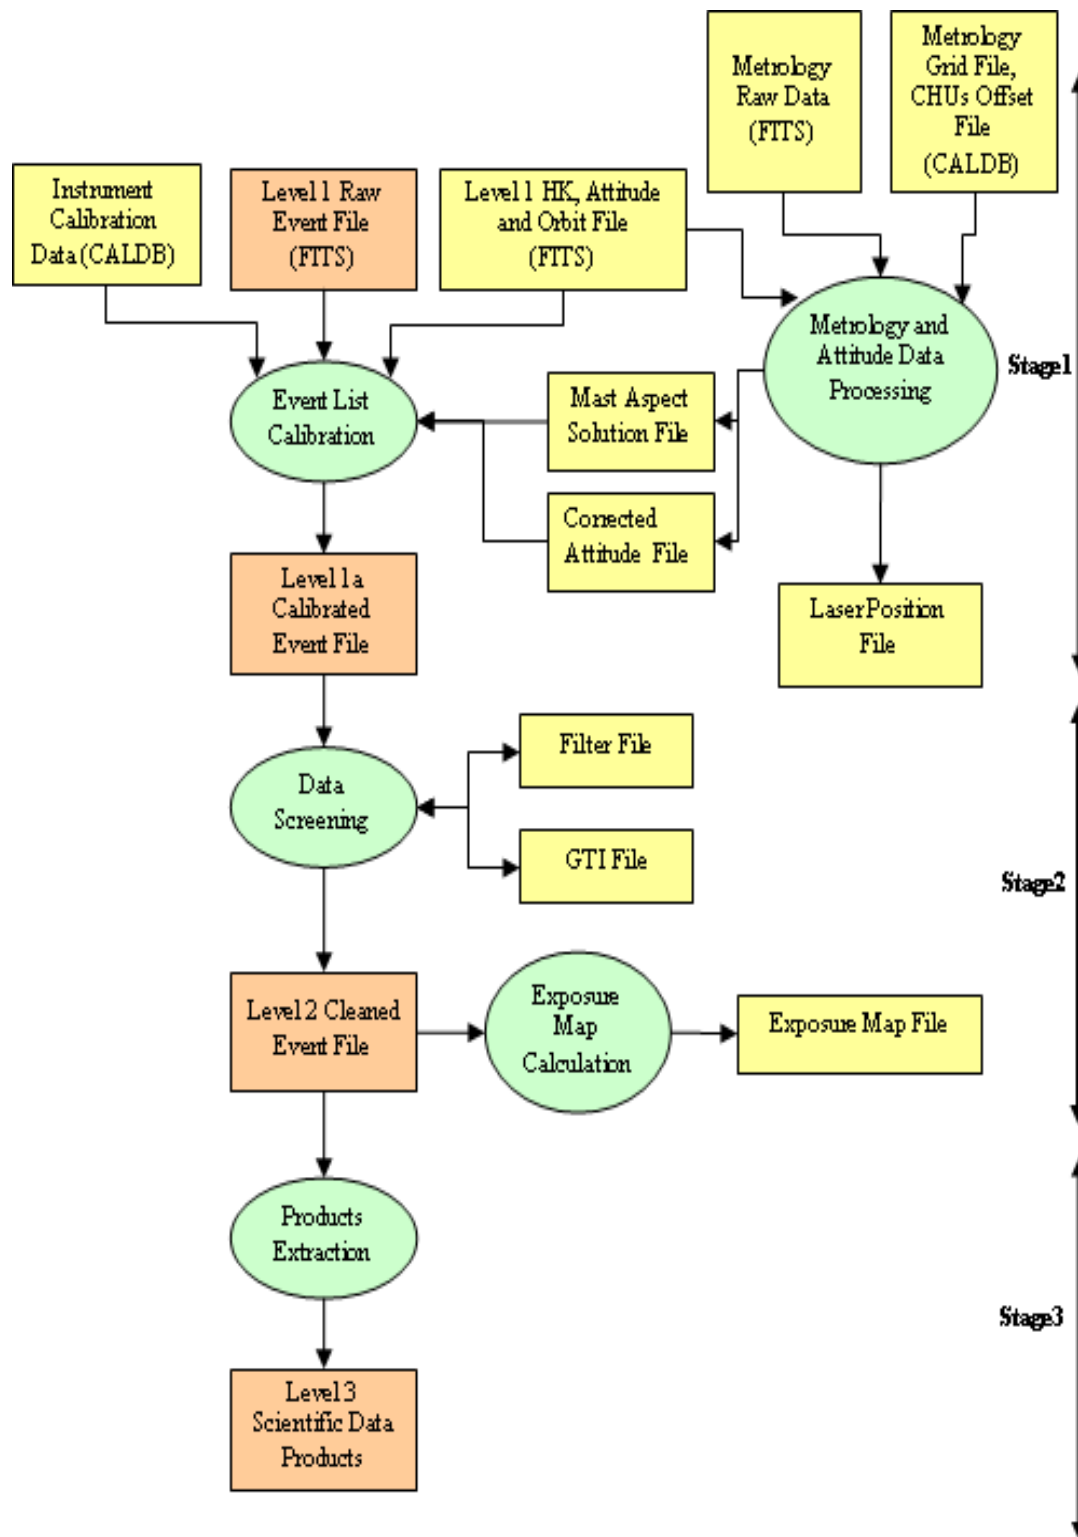 Metrology
Raw Data
(FITS)
Metrology
Grid File,
CHUs Offset
File
(CALDB)
Instrument
Calibration
Data (CALDB)
Level 1 Raw
Event File
(FITS)
Level 1 HK, Attitude
and Orbit File
(FITS)
Metrology and
Attitude Data
Processing
Stage1
Event List
Calibration
Mast Aspect
Solution File
Corrected
Attitude File
Level 1a
Calibrated
Event File
Laser Position
File
Data
Screening
Filter File
GTI File
Stage2
Level 2 Cleaned
Event File
Exposure
Map
Calculation
Exposure Map File
Products
Extraction
Stage3
Level 3
Scientific Data
Products